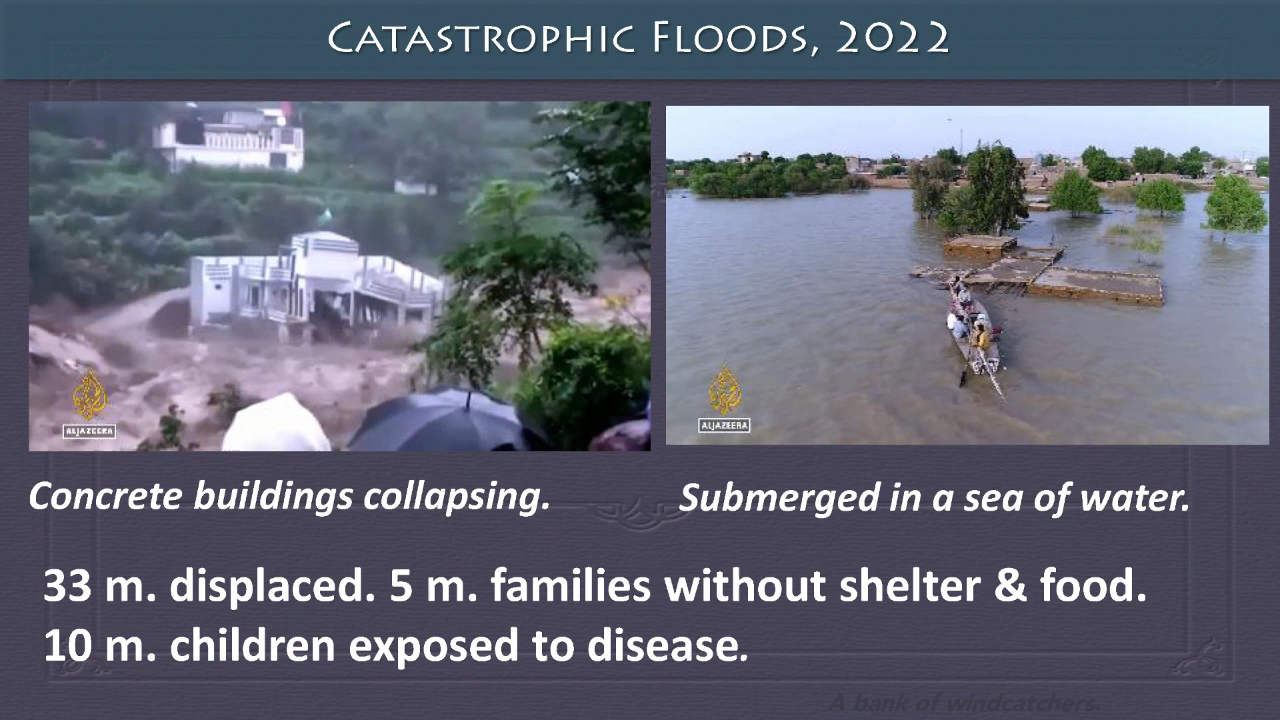 Catastrophic Floods, 2022
ALJAZEERA
ALJAZEERA
Concrete buildings collapsing.
Submerged in a sea of water.
33 m. displaced. 5 m. families without shelter & food.
10 m. children exposed to disease.
A bank of windcatchers.